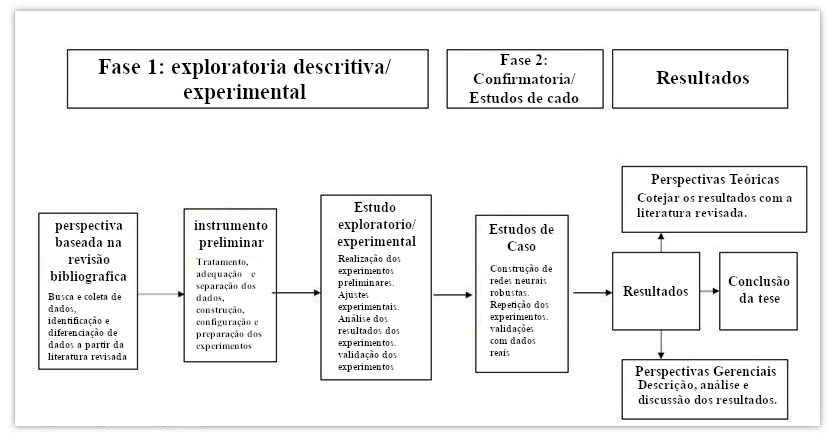 Fase 1: exploratoria descritiva/
experimental
Fase 2:
Confirmatoria/
Estudos de cado
Resultados
perspectiva
baseada na
revisão
bibliografica
Busca e coleta de
dados,
identificação e
diferenciação de
dados a partir da
literatura revisada
instrumento
preliminar
Tratamento,
adequação e
separação dos
dados,
construção,
configuração e
preparação dos
experimentos
Estudo
exploratorio/
experimental
Realização dos
experimentos
preliminares.
Ajustes
experimentais.
Análise dos
resultados dos
experimentos.
validação dos
experimentos
Estudos de
Caso
Construção de
redes neurais
robustas.
Repetição dos
experimentos.
validações
com dados
reais
Resultados
Perspectivas Teóricas
Cotejar os resultados com a
literatura revisada.
Conclusão
da tese
Perspectivas Gerenciais
Descrição, análise e
discussão dos resultados.